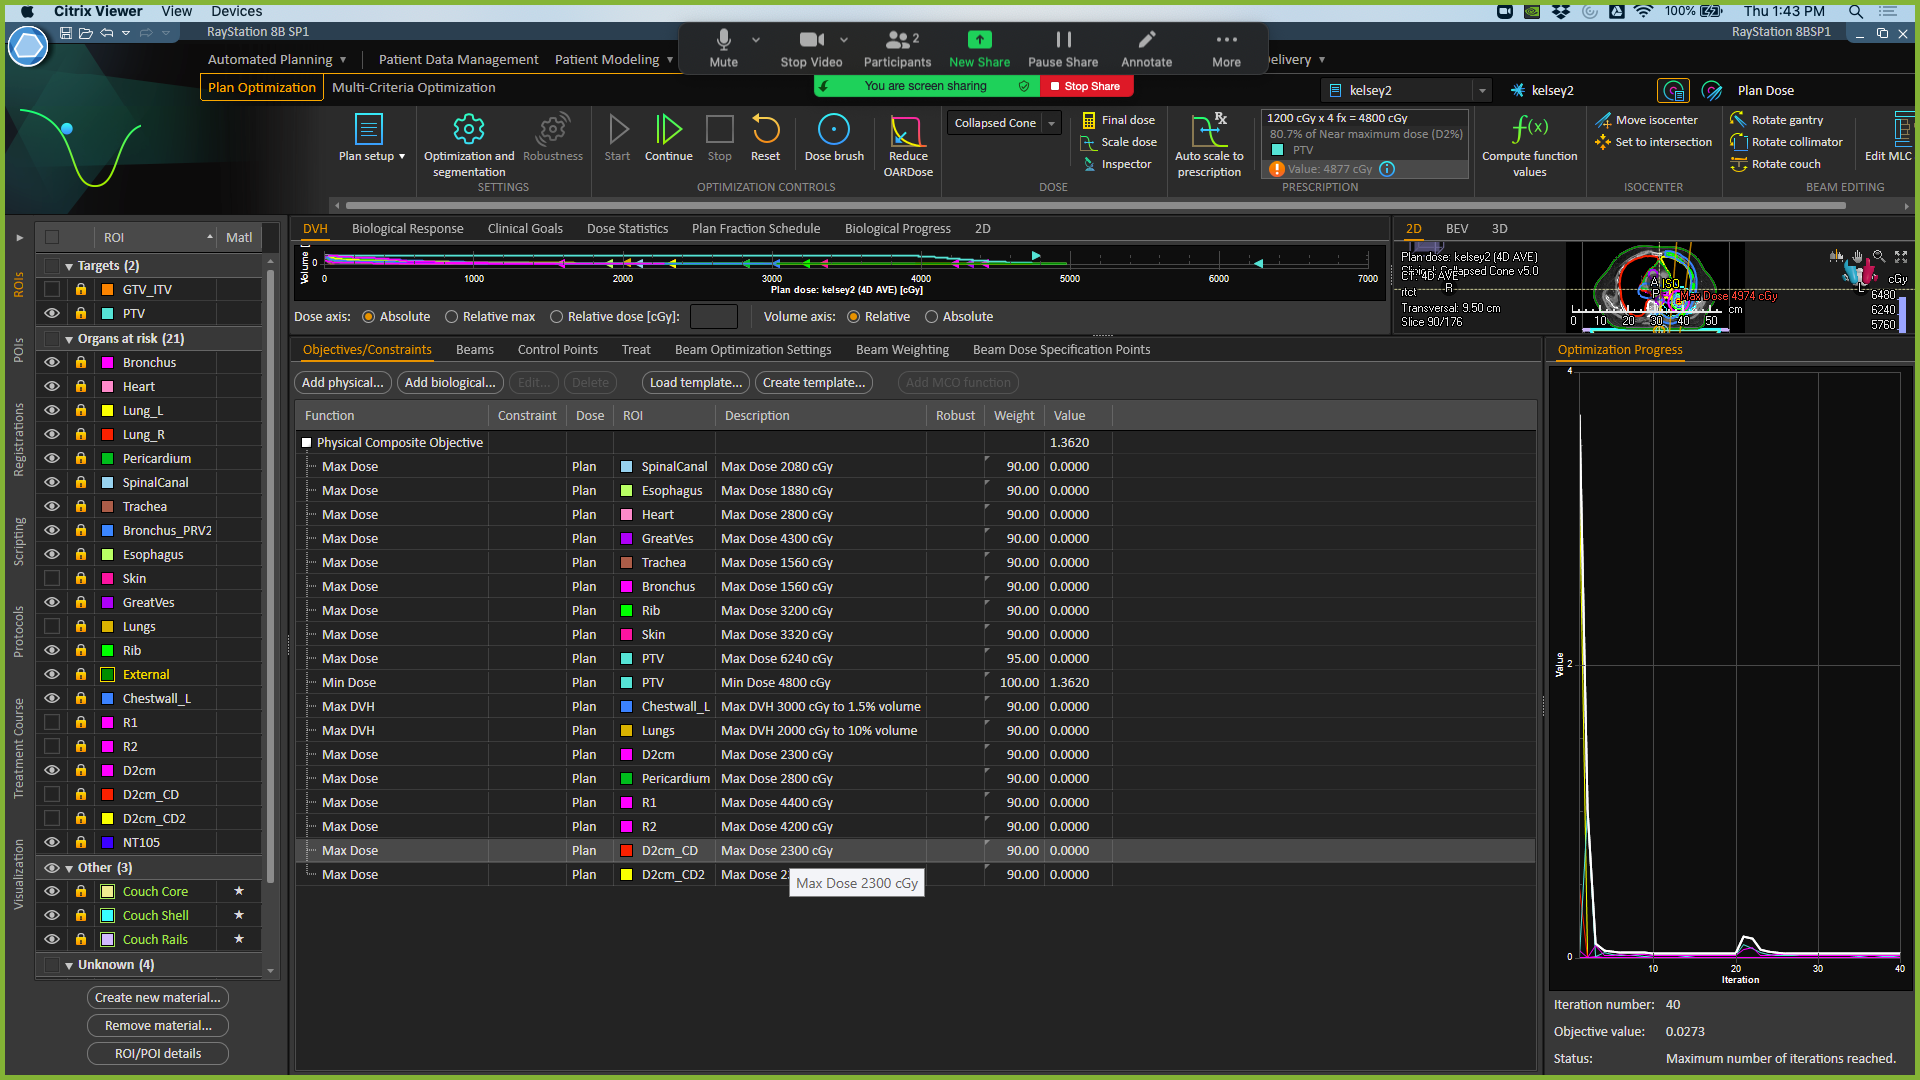 Citrix Viewer View Devices
100% Thu 1:43 PM
RayStation 8B SP1
RayStation 8BSP1
Mute
Stop Video
2
Participants
New Share
Pause Share
Annotate
More
You are screen sharing
Stop Share
Automated Planning
Patient Data Management
Patient Modeling
Plan Optimization
Multi-Criteria Optimization
kelsey2
kelsey2
Plan Dose
Plan setup
Optimization and segmentation
Robustness
SETTINGS
Start
Continue
Stop
Reset
Dose brush
Reduce OARDose
OPTIMIZATION CONTROLS
Collapsed Cone
Final dose
Scale dose
Inspector
DOSE
Auto scale to prescription
1200 cGy x 4 fx = 4800 cGy
80.7% of Near maximum dose (D2%)
PTV
Value: 4877 cGy
PRESCRIPTION
Compute function values
Move isocenter
Set to intersection
ISOCENTER
Rotate gantry
Rotate collimator
Rotate couch
Edit MLC
BEAM EDITING
ROIs
POIs
Registrations
Scripting
Protocols
Treatment Course
Visualization
ROI Matl
Targets (2)
GTV_ITV
PTV
Organs at risk (21)
Bronchus
Heart
Lung_L
Lung_R
Pericardium
SpinalCanal
Trachea
Bronchus_PRV2
Esophagus
Skin
GreatVes
Lungs
Rib
External
Chestwall_L
R1
R2
D2cm
D2cm_CD
D2cm_CD2
NT105
Other (3)
Couch Core
Couch Shell
Couch Rails
Unknown (4)
Create new material...
Remove material...
ROI/POI details
DVH Biological Response Clinical Goals Dose Statistics Plan Fraction Schedule Biological Progress 2D
0
0 1000 2000 3000 4000 5000 6000 7000
Plan dose: kelsey2 (4D AVE) [cGy]
Dose axis: Absolute Relative max Relative dose [cGy]: Volume axis: Relative Absolute
2D BEV 3D
Plan dose: kelsey2 (4D AVE)
Transversal: 9.50 cm
Slice 90/176
R
ISO
Max Dose 4974 cGy
L
0 10 20 30 40 50 cm
cGy
6480
6240
5760
Objectives/Constraints Beams Control Points Treat Beam Optimization Settings Beam Weighting Beam Dose Specification Points
Add physical... Add biological... Edit... Delete Load template... Create template... Add MCO function
Function Constraint Dose ROI Description Robust Weight Value
Physical Composite Objective 1.3620
Max Dose Plan SpinalCanal Max Dose 2080 cGy 90.00 0.0000
Max Dose Plan Esophagus Max Dose 1880 cGy 90.00 0.0000
Max Dose Plan Heart Max Dose 2800 cGy 90.00 0.0000
Max Dose Plan GreatVes Max Dose 4300 cGy 90.00 0.0000
Max Dose Plan Trachea Max Dose 1560 cGy 90.00 0.0000
Max Dose Plan Bronchus Max Dose 1560 cGy 90.00 0.0000
Max Dose Plan Rib Max Dose 3200 cGy 90.00 0.0000
Max Dose Plan Skin Max Dose 3320 cGy 90.00 0.0000
Max Dose Plan PTV Max Dose 6240 cGy 95.00 0.0000
Min Dose Plan PTV Min Dose 4800 cGy 100.00 1.3620
Max DVH Plan Chestwall_L Max DVH 3000 cGy to 1.5% volume 90.00 0.0000
Max DVH Plan Lungs Max DVH 2000 cGy to 10% volume 90.00 0.0000
Max Dose Plan D2cm Max Dose 2300 cGy 90.00 0.0000
Max Dose Plan Pericardium Max Dose 2800 cGy 90.00 0.0000
Max Dose Plan R1 Max Dose 4400 cGy 90.00 0.0000
Max Dose Plan R2 Max Dose 4200 cGy 90.00 0.0000
Max Dose Plan D2cm_CD Max Dose 2300 cGy 90.00 0.0000
Max Dose Plan D2cm_CD2 Max Dose 90.00 0.0000
Max Dose 2300 cGy
Optimization Progress
4
2
0
Value
10 20 30 40
Iteration
Iteration number: 40
Objective value: 0.0273
Status: Maximum number of iterations reached.